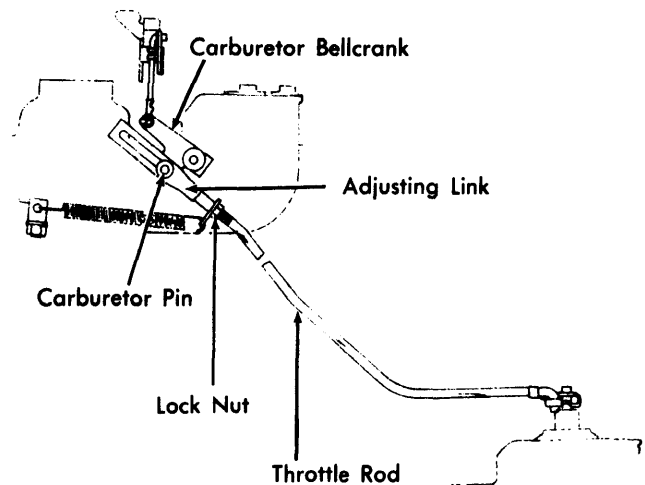 Carburetor Bellcrank
Adjusting Link
Carburetor Pin
Lock Nut
Throttle Rod